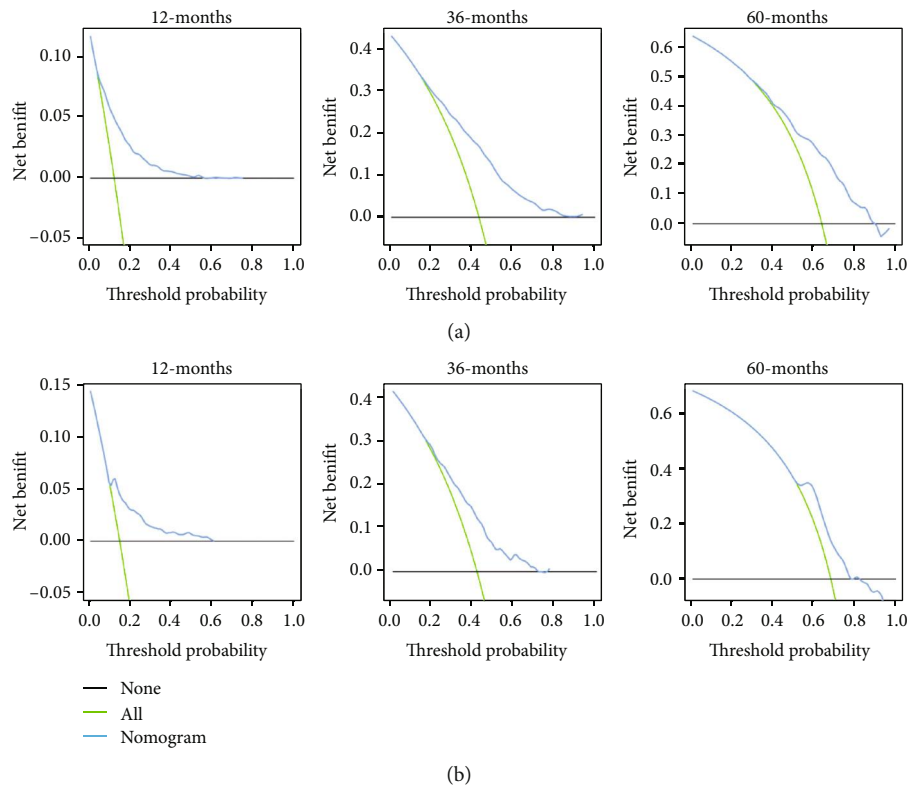 12-months
36-months
60-months
Net benifit
0.10
0.05
0.00
−0.05
0.0 0.2 0.4 0.6 0.8 1.0
Threshold probability
Net benifit
0.4
0.3
0.2
0.1
0.0
0.0 0.2 0.4 0.6 0.8 1.0
Threshold probability
Net benifit
0.6
0.5
0.4
0.3
0.2
0.1
0.0
0.0 0.2 0.4 0.6 0.8 1.0
Threshold probability
(a)
12-months
36-months
60-months
Net benifit
0.15
0.10
0.05
0.00
−0.05
0.0 0.2 0.4 0.6 0.8 1.0
Threshold probability
Net benifit
0.4
0.3
0.2
0.1
0.0
0.0 0.2 0.4 0.6 0.8 1.0
Threshold probability
Net benifit
0.6
0.4
0.2
0.0
0.0 0.2 0.4 0.6 0.8 1.0
Threshold probability
None
All
Nomogram
(b)